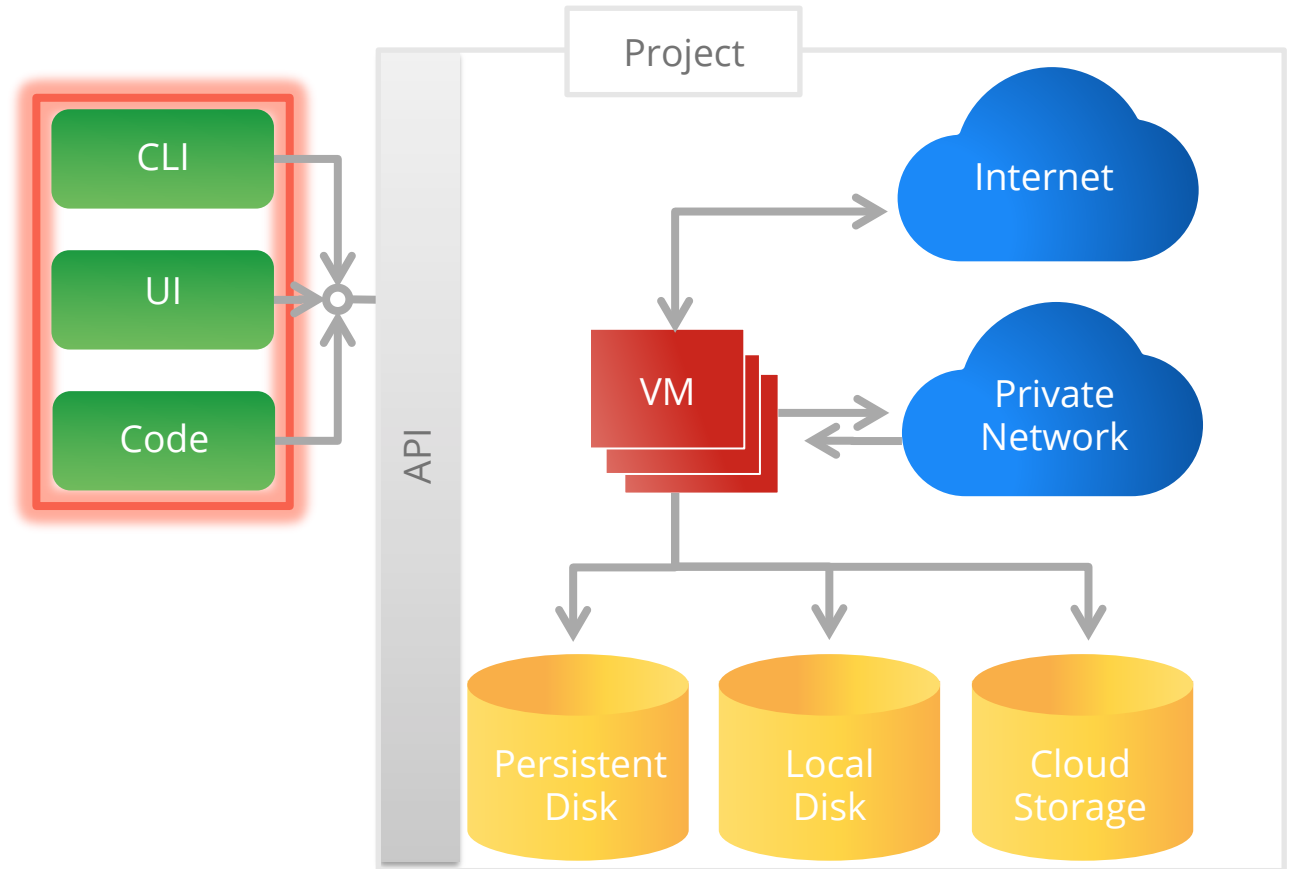 Project
CLI
UI
Code
API
Internet
VM
Private
Network
Persistent
Disk
Local
Disk
Cloud
Storage